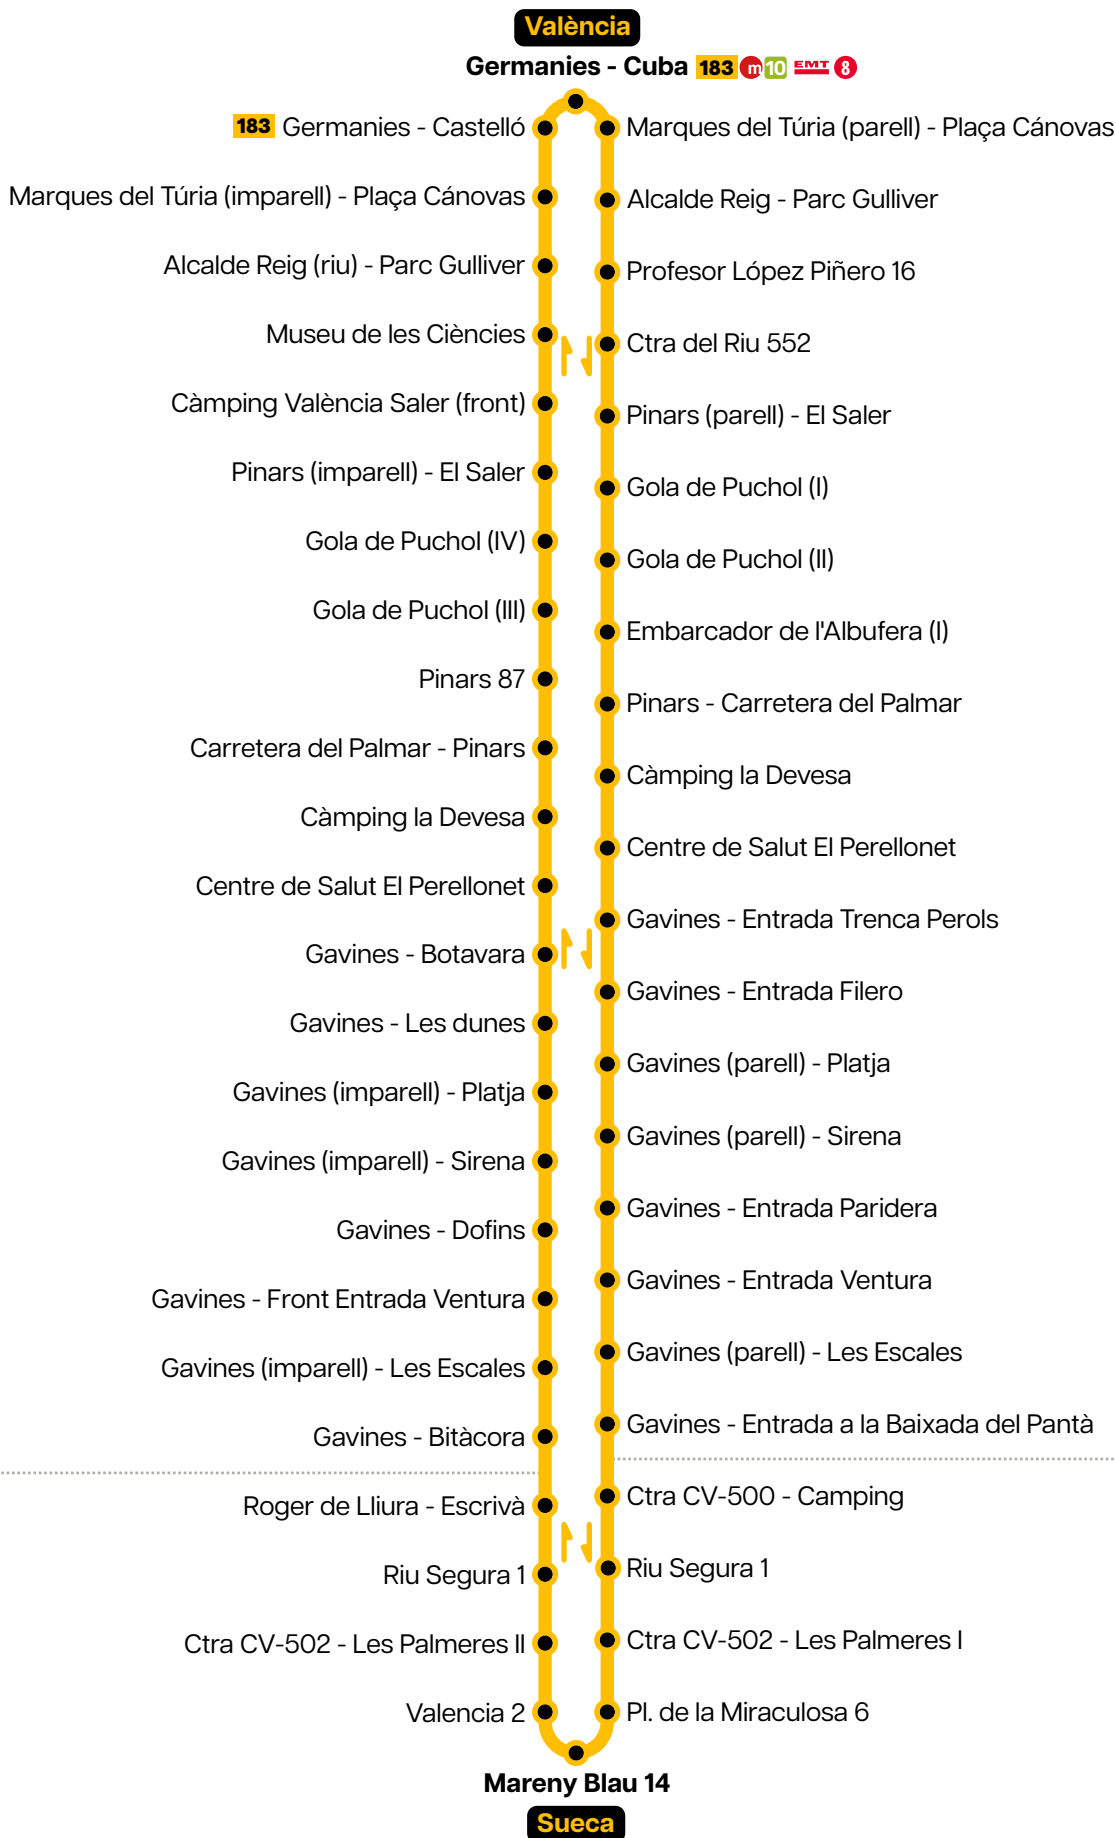 València
Germanies - Cuba 183 m 10 EMT 8
183 Germanies - Castelló
Marques del Túria (imparell) - Plaça Cánovas
Alcalde Reig (riu) - Parc Gulliver
Museu de les Ciències
Càmping València Saler (front)
Pinars (imparell) - El Saler
Gola de Puchol (IV)
Gola de Puchol (III)
Pinars 87
Carretera del Palmar - Pinars
Càmping la Devesa
Centre de Salut El Perellonet
Gavines - Botavara
Gavines - Les dunes
Gavines (imparell) - Platja
Gavines (imparell) - Sirena
Gavines - Dofins
Gavines - Front Entrada Ventura
Gavines (imparell) - Les Escales
Gavines - Bitàcora
Roger de Lliura - Escrivà
Riu Segura 1
Ctra CV-502 - Les Palmeres II
Valencia 2
Marques del Túria (parell) - Plaça Cánovas
Alcalde Reig - Parc Gulliver
Profesor López Piñero 16
Ctra del Riu 552
Pinars (parell) - El Saler
Gola de Puchol (I)
Gola de Puchol (II)
Embarcador de l'Albufera (I)
Pinars - Carretera del Palmar
Càmping la Devesa
Centre de Salut El Perellonet
Gavines - Entrada Trenca Perols
Gavines - Entrada Filero
Gavines (parell) - Platja
Gavines (parell) - Sirena
Gavines - Entrada Paridera
Gavines - Entrada Ventura
Gavines (parell) - Les Escales
Gavines - Entrada a la Baixada del Pantà
Ctra CV-500 - Camping
Riu Segura 1
Ctra CV-502 - Les Palmeres I
Pl. de la Miraculosa 6
Mareny Blau 14
Sueca